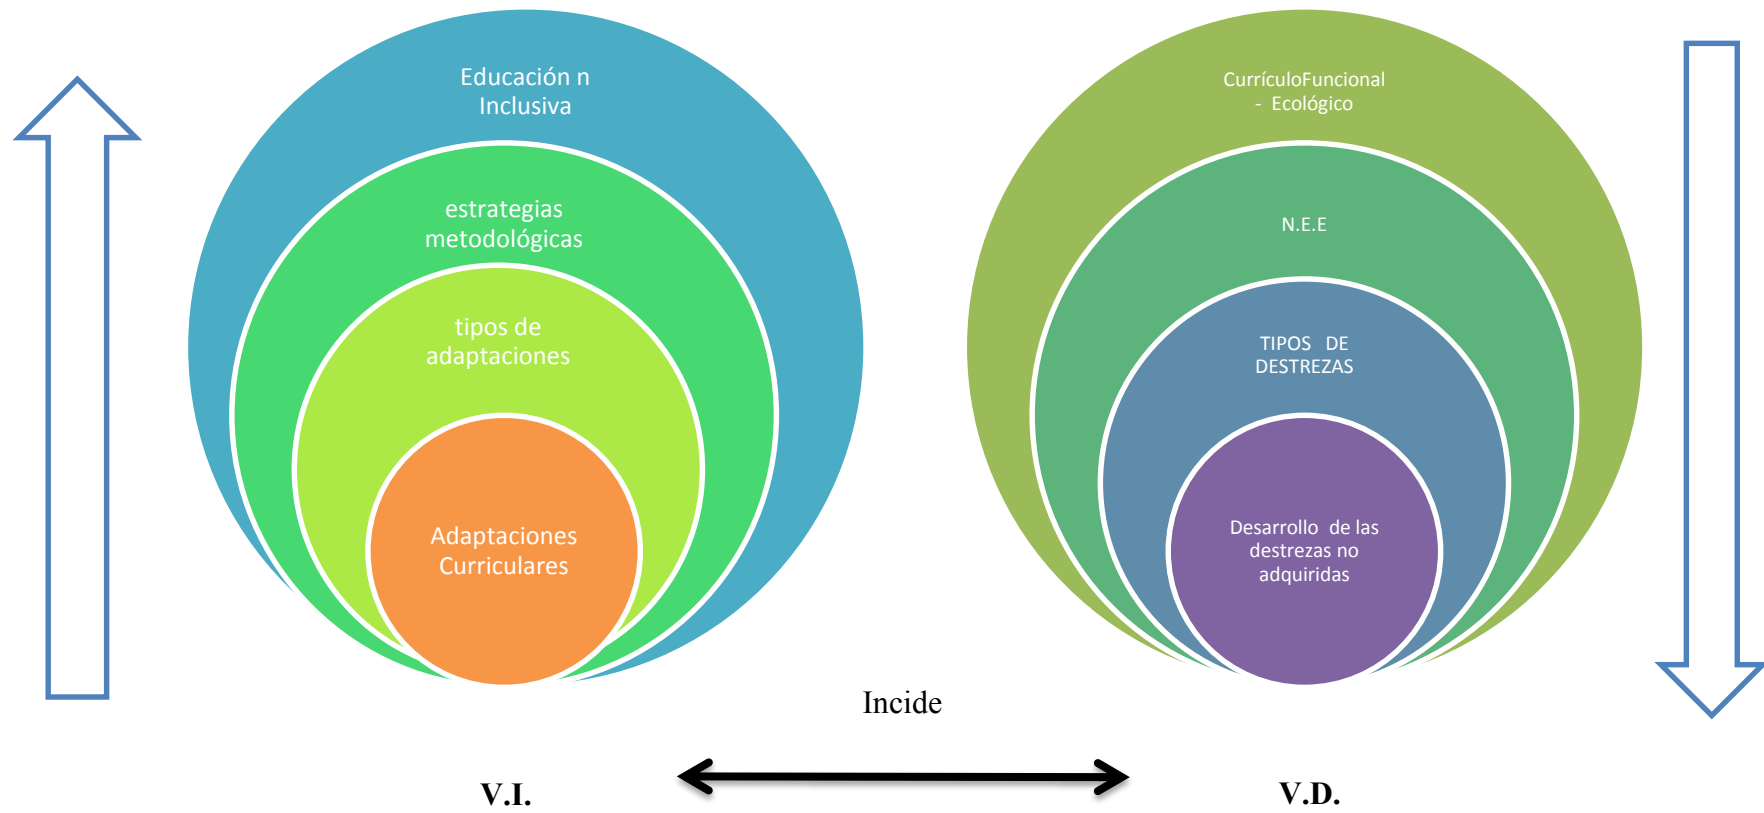 Educación n
Inclusiva
estrategias
metodológicas
tipos de
adaptaciones
Adaptaciones
Curriculares
CurrículoFuncional
- Ecológico
N.E.E
TIPOS DE
DESTREZAS
Desarrollo de las
destrezas no
adquiridas
Incide
V.I.
V.D.